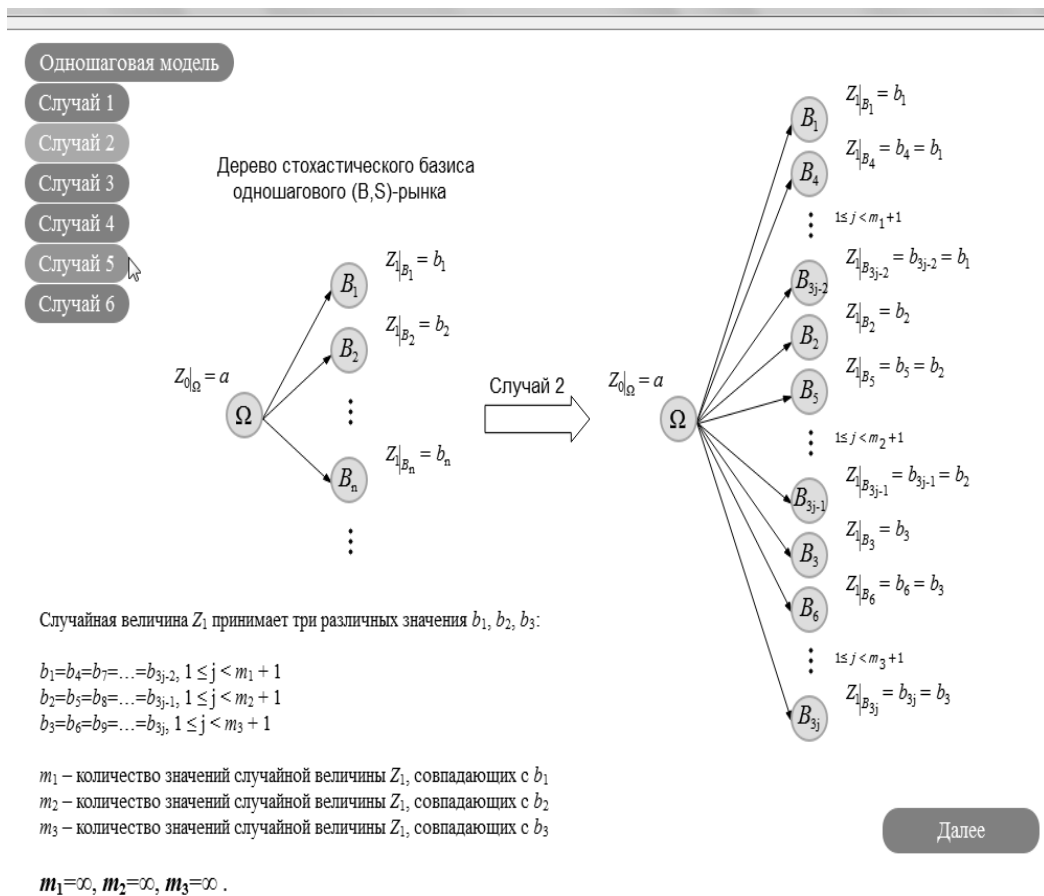 Одношаговая модель
Случай 1
Случай 2
Случай 3
Случай 4
Случай 5
Случай 6
Дерево стохастического базиса
одношагового (B,S)-рынка
Z₀|Ω = a
Ω
B₁
Z₁|B₁ = b₁
B₂
Z₁|B₂ = b₂
⋮
Bₙ
Z₁|Bₙ = bₙ
⋮
Случай 2
Z₀|Ω = a
Ω
B₁
Z₁|B₁ = b₁
B₄
Z₁|B₄ = b₄ = b₁
⋮ 1≤ j < m₁+1
B₃ⱼ₋₂
Z₁|B₃ⱼ₋₂ = b₃ⱼ₋₂ = b₁
B₂
Z₁|B₂ = b₂
B₅
Z₁|B₅ = b₅ = b₂
⋮ 1≤ j < m₂+1
B₃ⱼ₋₁
Z₁|B₃ⱼ₋₁ = b₃ⱼ₋₁ = b₂
B₃
Z₁|B₃ = b₃
B₆
Z₁|B₆ = b₆ = b₃
⋮ 1≤ j < m₃+1
B₃ⱼ
Z₁|B₃ⱼ = b₃ⱼ = b₃
Случайная величина Z₁ принимает три различных значения b₁, b₂, b₃:
b₁=b₄=b₇=…=b₃ⱼ₋₂, 1 ≤ j < m₁ + 1
b₂=b₅=b₈=…=b₃ⱼ₋₁, 1 ≤ j < m₂ + 1
b₃=b₆=b₉=…=b₃ⱼ, 1 ≤ j < m₃ + 1
m₁ – количество значений случайной величины Z₁, совпадающих с b₁
m₂ – количество значений случайной величины Z₁, совпадающих с b₂
m₃ – количество значений случайной величины Z₁, совпадающих с b₃
m₁=∞, m₂=∞, m₃=∞ .
Далее